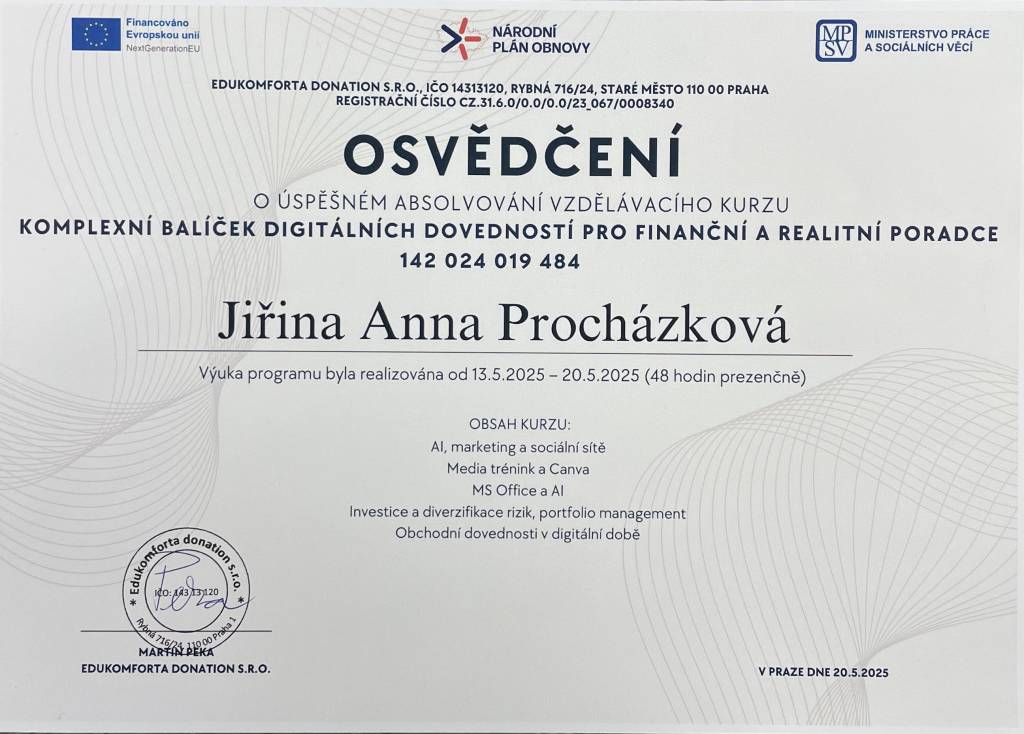 Financováno
Evropskou unií
NextGenerationEU
NÁRODNÍ
PLÁN OBNOVY
MP
SV
MINISTERSTVO PRÁCE
A SOCIÁLNÍCH VĚCÍ
EDUKOMFORTA DONATION S.R.O., IČO 14313120, RYBNÁ 716/24, STARÉ MĚSTO 110 00 PRAHA
REGISTRAČNÍ ČÍSLO CZ.31.6.0/0.0/0.0/23_067/0008340
OSVĚDČENÍ
O ÚSPĚŠNÉM ABSOLVOVÁNÍ VZDĚLÁVACÍHO KURZU
KOMPLEXNÍ BALÍČEK DIGITÁLNÍCH DOVEDNOSTÍ PRO FINANČNÍ A REALITNÍ PORADCE
142 024 019 484
Jiřina Anna Procházková
Výuka programu byla realizována od 13.5.2025 – 20.5.2025 (48 hodin prezenčně)
OBSAH KURZU:
AI, marketing a sociální sítě
Media trénink a Canva
MS Office a AI
Investice a diverzifikace rizik, portfolio management
Obchodní dovednosti v digitální době
* Edukomforta donation s.r.o. *
IČO: 143 13 120
Rybná 716/24, 110 00 Praha 1
MARTIN PEKA
EDUKOMFORTA DONATION S.R.O.
V PRAZE DNE 20.5.2025